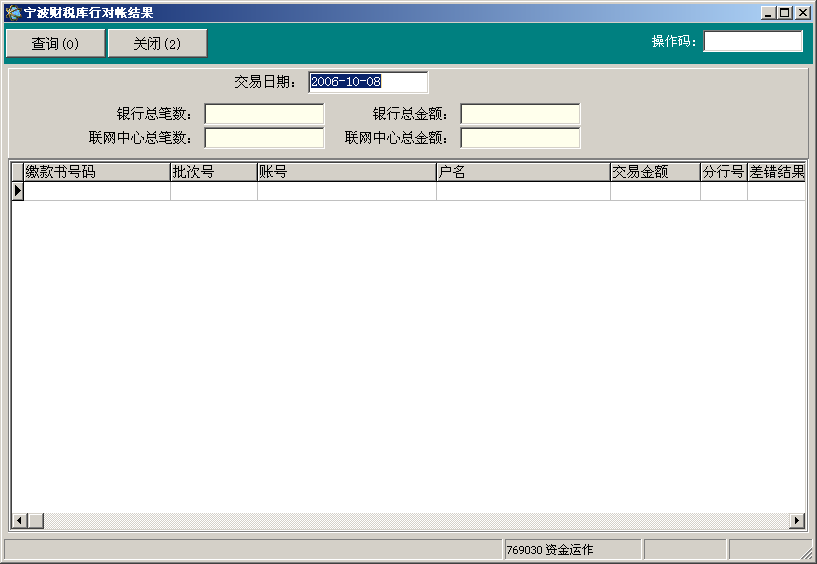 宁波财税库行对帐结果
查询(0) 关闭(2) 操作码:
交易日期: 2006-10-08
银行总笔数: 银行总金额:
联网中心总笔数: 联网中心总金额:
缴款书号码 批次号 账号 户名 交易金额 分行号 差错结果
769030 资金运作